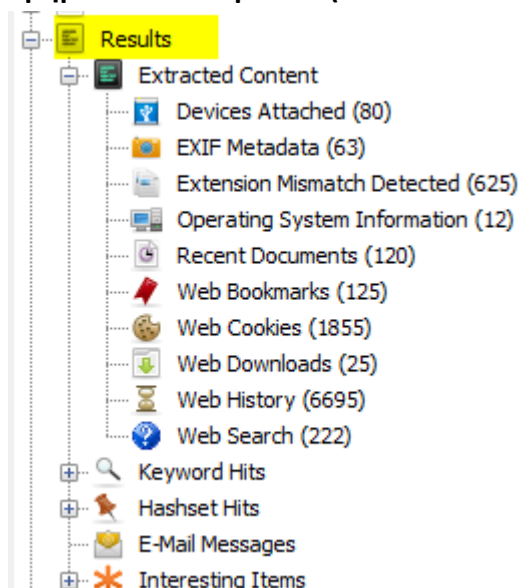 Results
Extracted Content
Devices Attached (80)
EXIF Metadata (63)
Extension Mismatch Detected (625)
Operating System Information (12)
Recent Documents (120)
Web Bookmarks (125)
Web Cookies (1855)
Web Downloads (25)
Web History (6695)
Web Search (222)
Keyword Hits
Hashset Hits
E-Mail Messages
Interesting Items